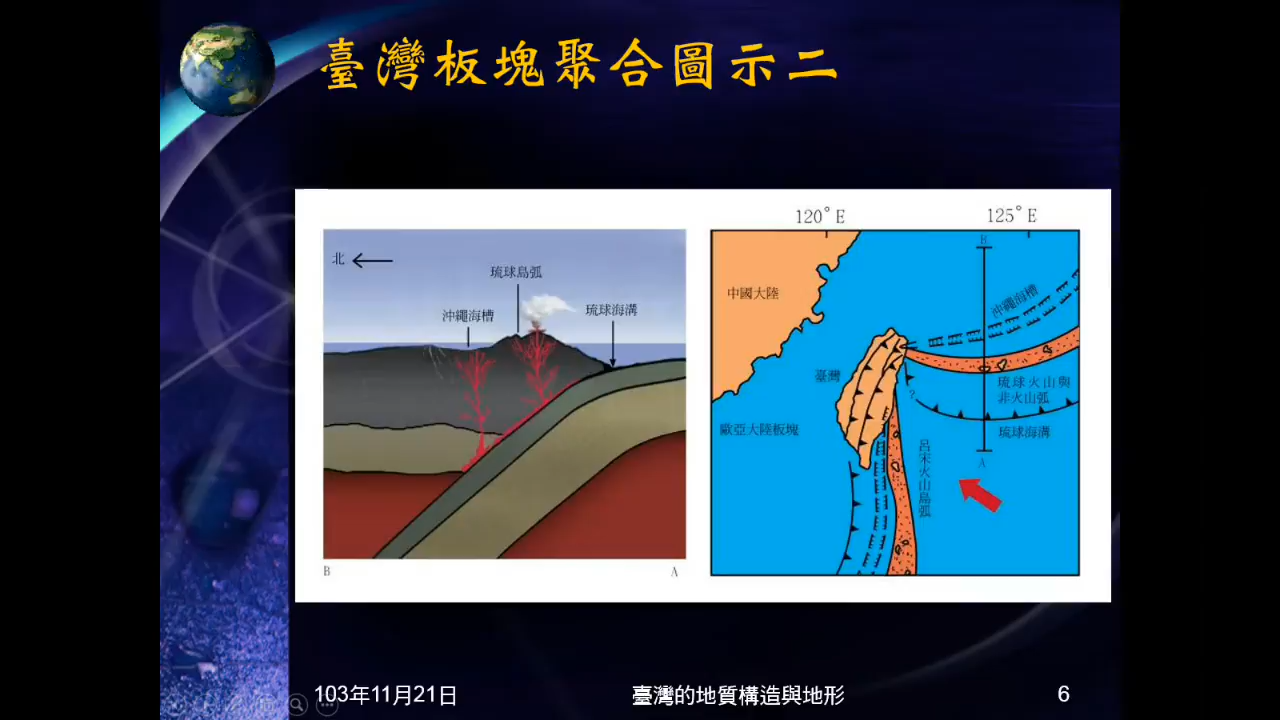 臺灣板塊聚合圖示二
北
琉球島弧
沖繩海槽
琉球海溝
B
A
120°E
125°E
B
中國大陸
沖繩海槽
臺灣
?
琉球火山與
非火山弧
歐亞大陸板塊
琉球海溝
呂宋火山島弧
A
103年11月21日
臺灣的地質構造與地形
6